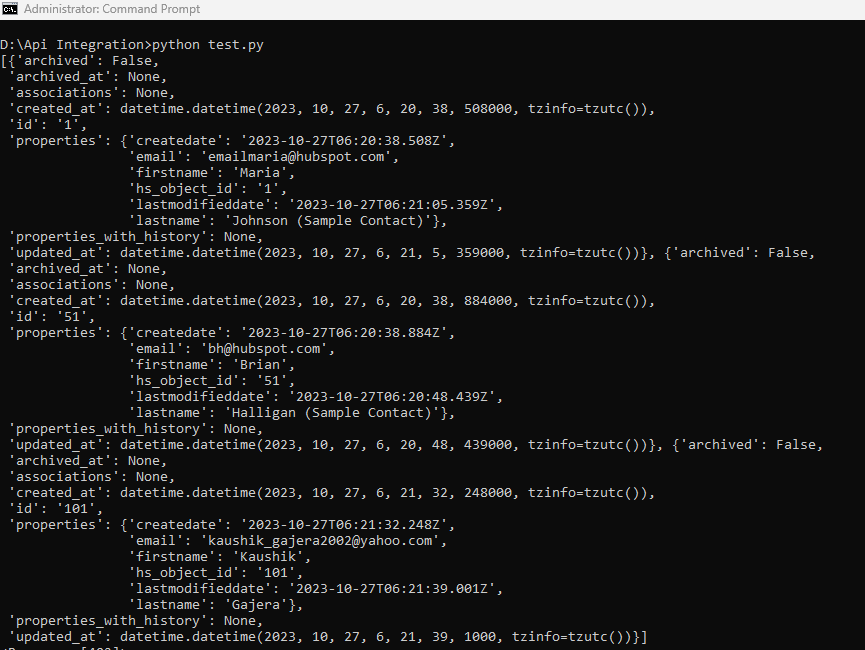 Administrator: Command Prompt
D:\Api Integration>python test.py
[{'archived': False,
 'archived_at': None,
 'associations': None,
 'created_at': datetime.datetime(2023, 10, 27, 6, 20, 38, 508000, tzinfo=tzutc()),
 'id': '1',
 'properties': {'createdate': '2023-10-27T06:20:38.508Z',
                'email': 'emailmaria@hubspot.com',
                'firstname': 'Maria',
                'hs_object_id': '1',
                'lastmodifieddate': '2023-10-27T06:21:05.359Z',
                'lastname': 'Johnson (Sample Contact)'},
 'properties_with_history': None,
 'updated_at': datetime.datetime(2023, 10, 27, 6, 21, 5, 359000, tzinfo=tzutc())}, {'archived': False,
 'archived_at': None,
 'associations': None,
 'created_at': datetime.datetime(2023, 10, 27, 6, 20, 38, 884000, tzinfo=tzutc()),
 'id': '51',
 'properties': {'createdate': '2023-10-27T06:20:38.884Z',
                'email': 'bh@hubspot.com',
                'firstname': 'Brian',
                'hs_object_id': '51',
                'lastmodifieddate': '2023-10-27T06:20:48.439Z',
                'lastname': 'Halligan (Sample Contact)'},
 'properties_with_history': None,
 'updated_at': datetime.datetime(2023, 10, 27, 6, 20, 48, 439000, tzinfo=tzutc())}, {'archived': False,
 'archived_at': None,
 'associations': None,
 'created_at': datetime.datetime(2023, 10, 27, 6, 21, 32, 248000, tzinfo=tzutc()),
 'id': '101',
 'properties': {'createdate': '2023-10-27T06:21:32.248Z',
                'email': 'kaushik_gajera2002@yahoo.com',
                'firstname': 'Kaushik',
                'hs_object_id': '101',
                'lastmodifieddate': '2023-10-27T06:21:39.001Z',
                'lastname': 'Gajera'},
 'properties_with_history': None,
 'updated_at': datetime.datetime(2023, 10, 27, 6, 21, 39, 1000, tzinfo=tzutc())}]